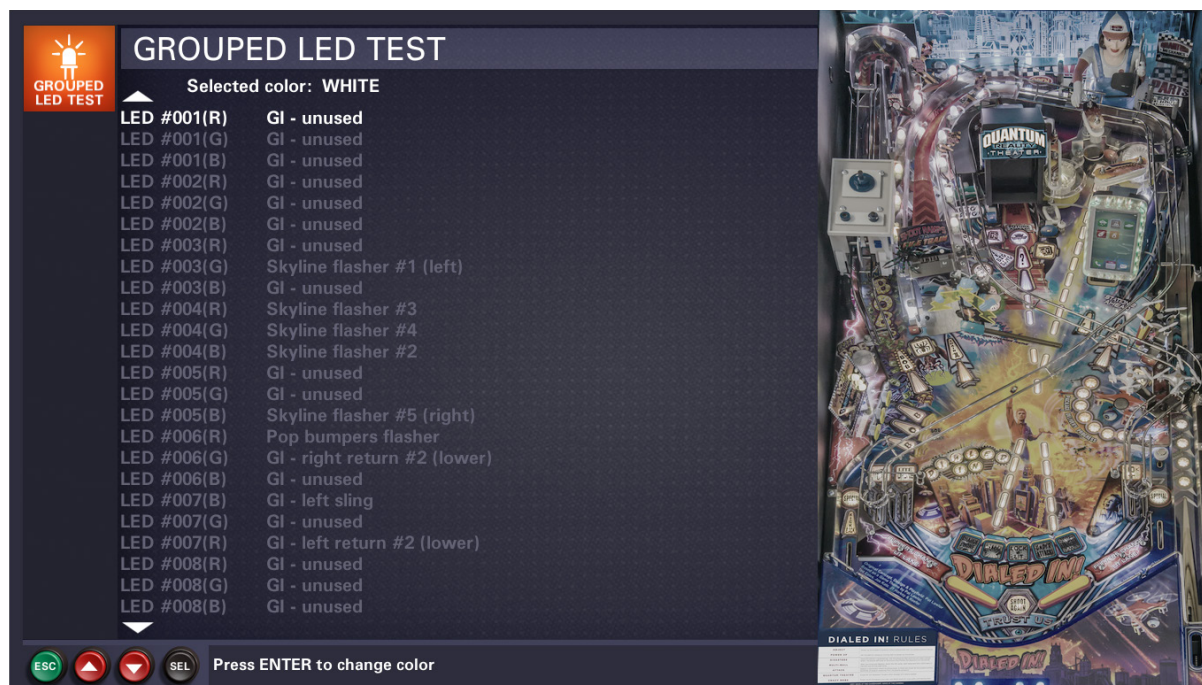 GROUPED LED TEST
GROUPED
LED TEST
Selected color: WHITE
LED #001(R) GI - unused
LED #001(G) GI - unused
LED #001(B) GI - unused
LED #002(R) GI - unused
LED #002(G) GI - unused
LED #002(B) GI - unused
LED #003(R) GI - unused
LED #003(G) Skyline flasher #1 (left)
LED #003(B) GI - unused
LED #004(R) Skyline flasher #3
LED #004(G) Skyline flasher #4
LED #004(B) Skyline flasher #2
LED #005(R) GI - unused
LED #005(G) GI - unused
LED #005(B) Skyline flasher #5 (right)
LED #006(R) Pop bumpers flasher
LED #006(G) GI - right return #2 (lower)
LED #006(B) GI - unused
LED #007(B) GI - left sling
LED #007(G) GI - unused
LED #007(R) GI - left return #2 (lower)
LED #008(R) GI - unused
LED #008(G) GI - unused
LED #008(B) GI - unused
ESC
SEL
Press ENTER to change color
QUANTUM
REALITY
THEATER
DIALED IN!
SHOOT
AGAIN
TRUST US
DIALED IN! RULES
DIALED IN!